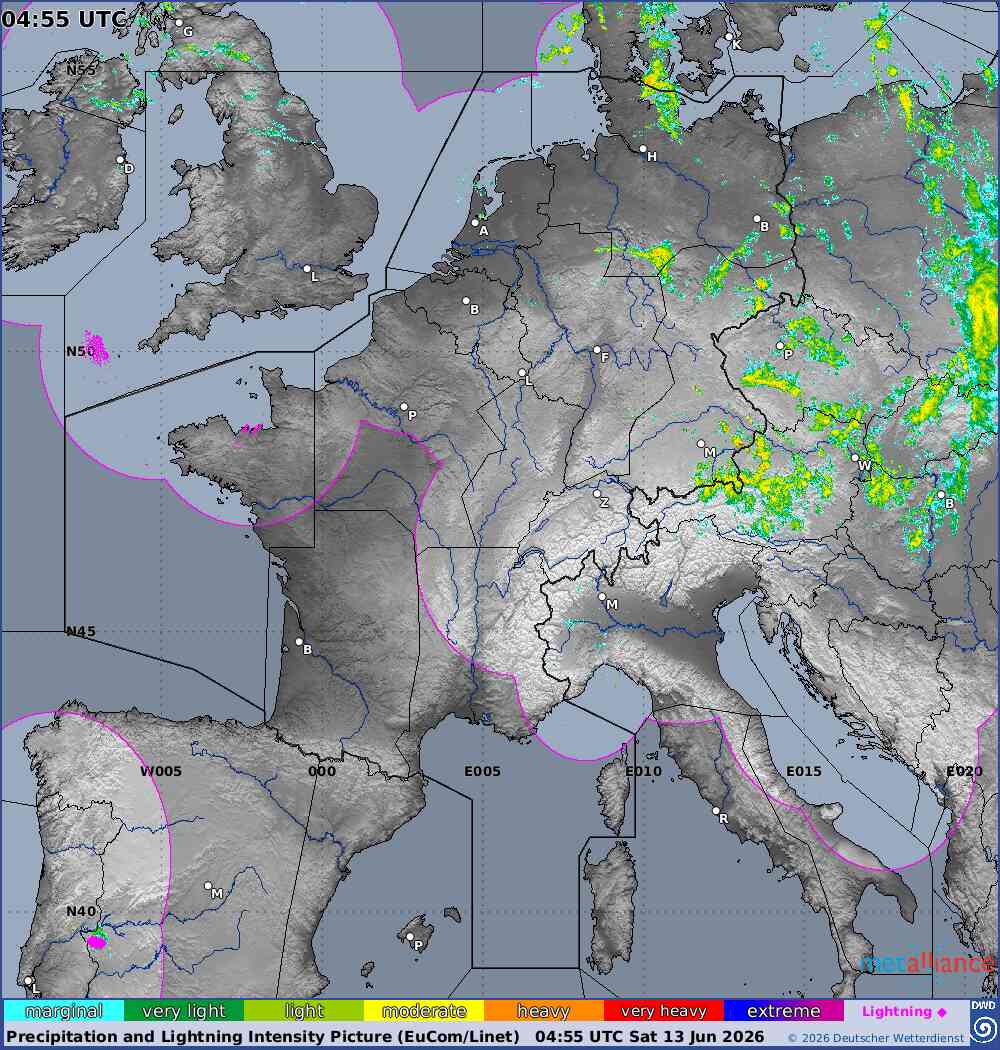 04:55 UTC
G
K
N55
H
D
A
B
L
B
N50
F
P
L
P
M
W
Z
B
M
N45
B
W005
000
E005
E010
E015
E020
R
M
N40
P
metalliance
L
marginal very light light moderate heavy very heavy extreme Lightning ◆
DWD
Precipitation and Lightning Intensity Picture (EuCom/Linet) 04:55 UTC Sat 13 Jun 2026 © 2026 Deutscher Wetterdienst